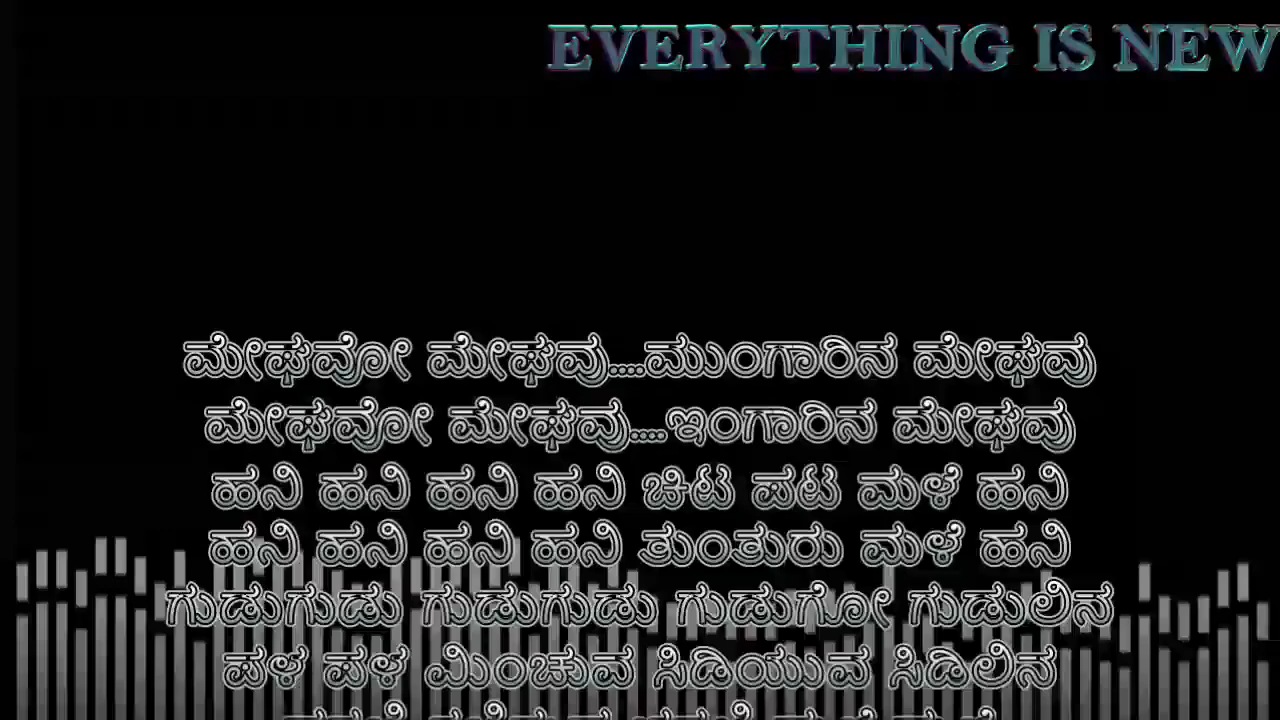 EVERYTHING IS NEW
ಮೇಘವೋ ಮೇಘವು....ಮುಂಗಾರಿನ ಮೇಘವು
ಮೇಘವೋ ಮೇಘವು....ಇಂಗಾರಿನ ಮೇಘವು
ಹನಿ ಹನಿ ಹನಿ ಹನಿ ಚಿಟ ಪಟ ಮಳೆ ಹನಿ
ಹನಿ ಹನಿ ಹನಿ ಹನಿ ತುಂತುರು ಮಳೆ ಹನಿ
ಗುಡುಗುಡು ಗುಡುಗುಡು ಗುಡುಗೋ ಗುಡುಲಿನ
ಪಳ ಪಳ ಮಿಂಚುವ ಸಿಡಿಯುವ ಸಿಡಿಲಿನ